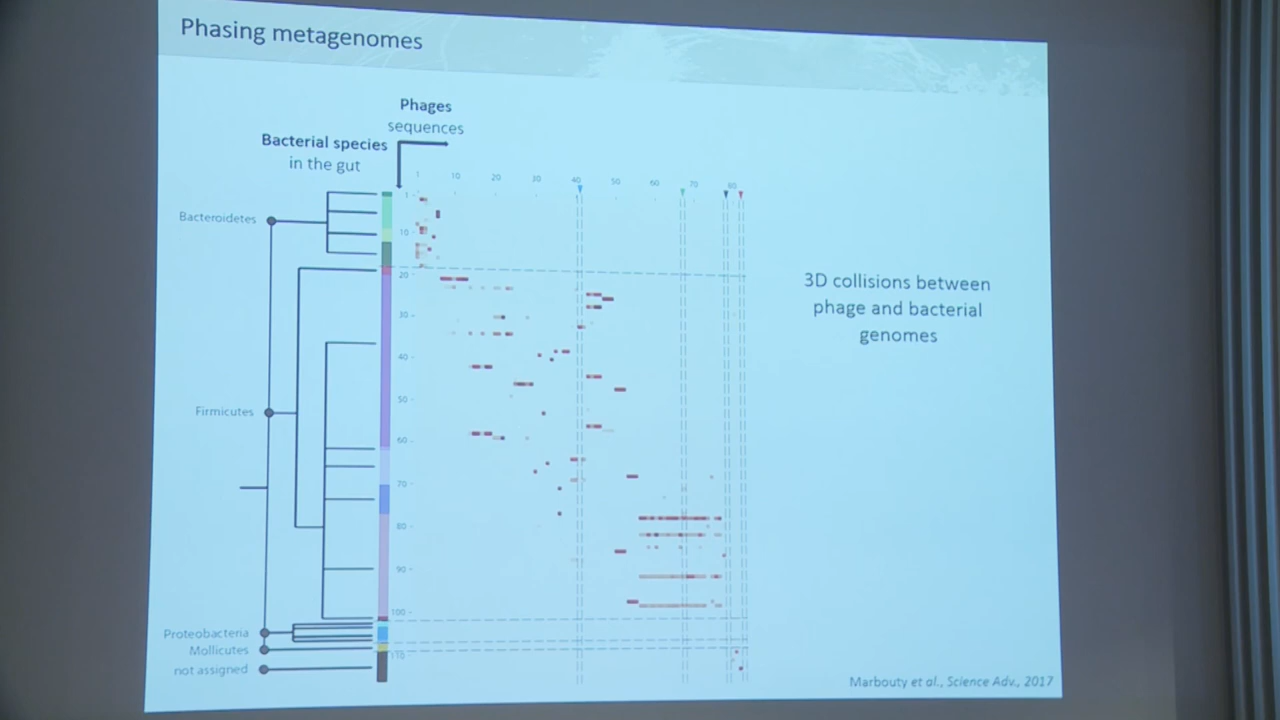 Phasing metagenomes
Phages
sequences
Bacterial species
in the gut
1 10 20 30 40 50 60 70 80
1
10
20
30
40
50
60
70
80
90
100
110
Bacteroidetes
Firmicutes
Proteobacteria
Mollicutes
not assigned
3D collisions between
phage and bacterial
genomes
Marbouty et al., Science Adv., 2017